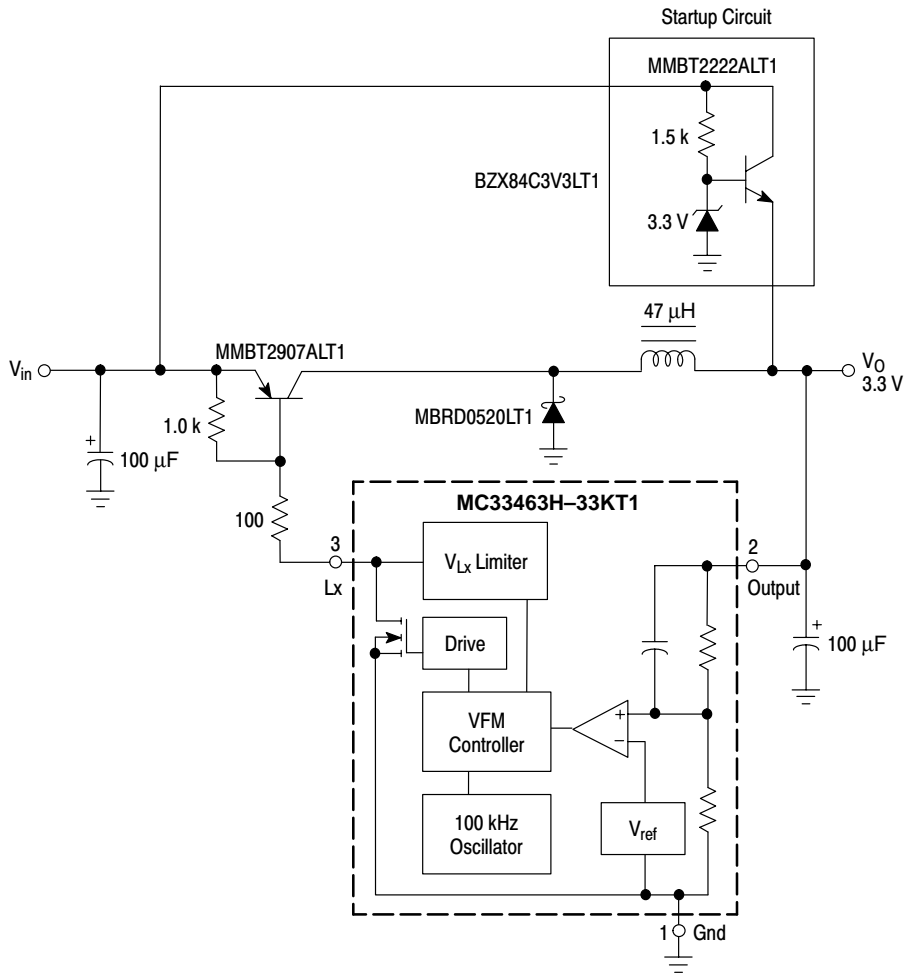 Startup Circuit
MMBT2222ALT1
1.5 k
BZX84C3V3LT1
3.3 V
47 µH
MMBT2907ALT1
Vin
VO
3.3 V
MBRD0520LT1
1.0 k
+
100 µF
MC33463H–33KT1
100
3
Lx
VLx Limiter
2
Output
+
100 µF
Drive
VFM
Controller
+
−
100 kHz
Oscillator
Vref
1
Gnd